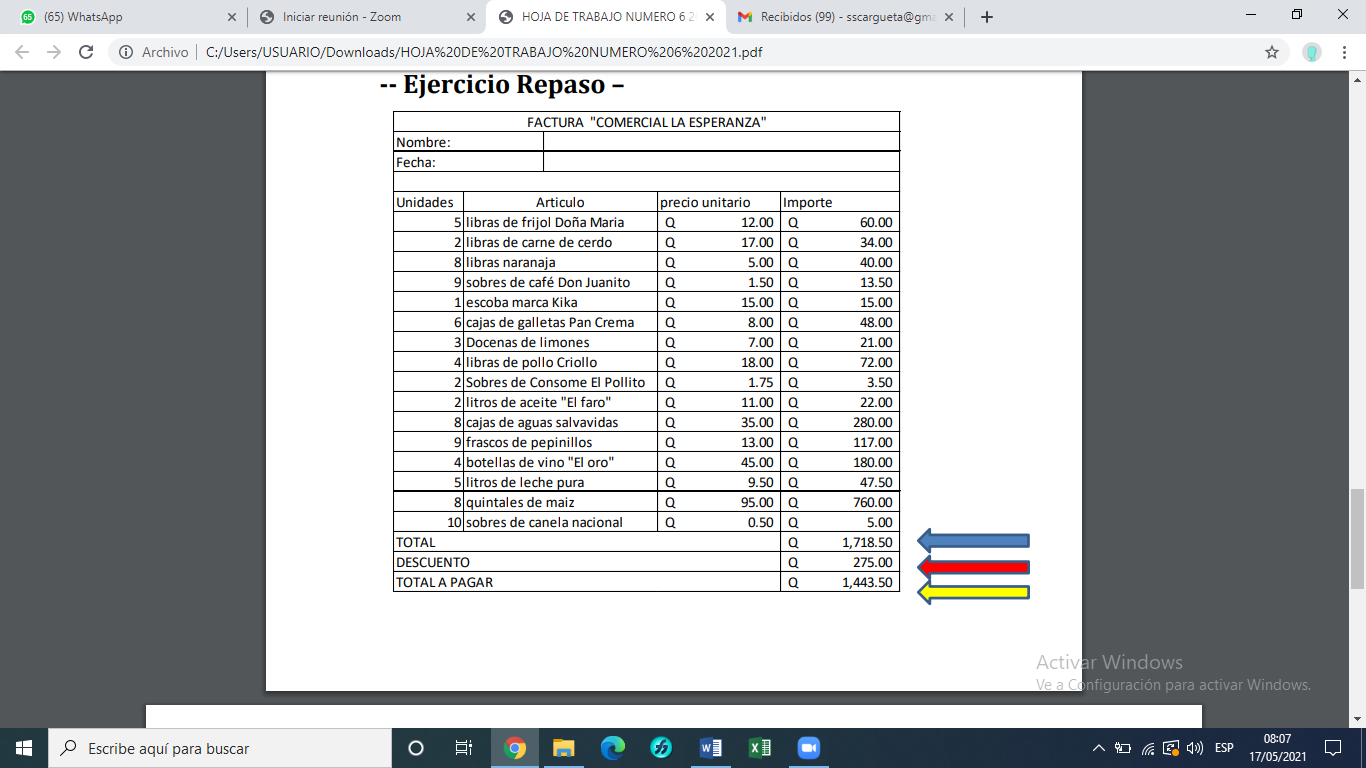 65 (65) WhatsApp
Iniciar reunión - Zoom
HOJA DE TRABAJO NUMERO 6 2
Recibidos (99) - sscargueta@gma
Archivo | C:/Users/USUARIO/Downloads/HOJA%20DE%20TRABAJO%20NUMERO%206%202021.pdf
-- Ejercicio Repaso –
FACTURA "COMERCIAL LA ESPERANZA"
Nombre:
Fecha:
Unidades Articulo precio unitario Importe
5 libras de frijol Doña Maria Q 12.00 Q 60.00
2 libras de carne de cerdo Q 17.00 Q 34.00
8 libras naranaja Q 5.00 Q 40.00
9 sobres de café Don Juanito Q 1.50 Q 13.50
1 escoba marca Kika Q 15.00 Q 15.00
6 cajas de galletas Pan Crema Q 8.00 Q 48.00
3 Docenas de limones Q 7.00 Q 21.00
4 libras de pollo Criollo Q 18.00 Q 72.00
2 Sobres de Consome El Pollito Q 1.75 Q 3.50
2 litros de aceite "El faro" Q 11.00 Q 22.00
8 cajas de aguas salvavidas Q 35.00 Q 280.00
9 frascos de pepinillos Q 13.00 Q 117.00
4 botellas de vino "El oro" Q 45.00 Q 180.00
5 litros de leche pura Q 9.50 Q 47.50
8 quintales de maiz Q 95.00 Q 760.00
10 sobres de canela nacional Q 0.50 Q 5.00
TOTAL Q 1,718.50
DESCUENTO Q 275.00
TOTAL A PAGAR Q 1,443.50
Activar Windows
Ve a Configuración para activar Windows.
Escribe aquí para buscar
ESP
08:07
17/05/2021